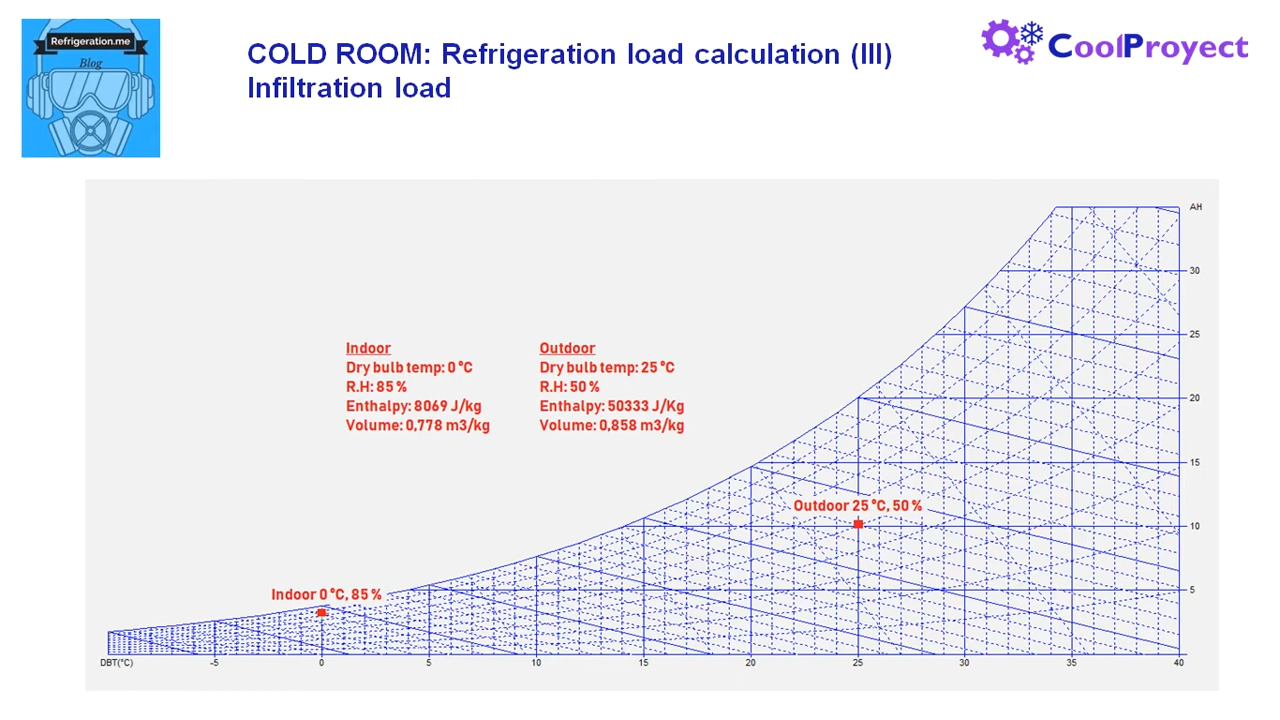 Refrigeration.me
Blog
COLD ROOM: Refrigeration load calculation (III)
Infiltration load
CoolProyect
AH
30
25
20
15
10
5
Indoor
Dry bulb temp: 0 °C
R.H: 85 %
Enthalpy: 8069 J/kg
Volume: 0,778 m3/kg
Outdoor
Dry bulb temp: 25 °C
R.H: 50 %
Enthalpy: 50333 J/Kg
Volume: 0,858 m3/kg
Outdoor 25 °C, 50 %
Indoor 0 °C, 85 %
DBT(°C)
-5
0
5
10
15
20
25
30
35
40